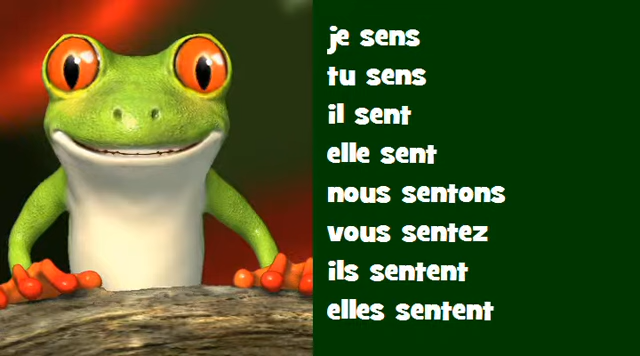 je sens
tu sens
il sent
elle sent
nous sentons
vous sentez
ils sentent
elles sentent